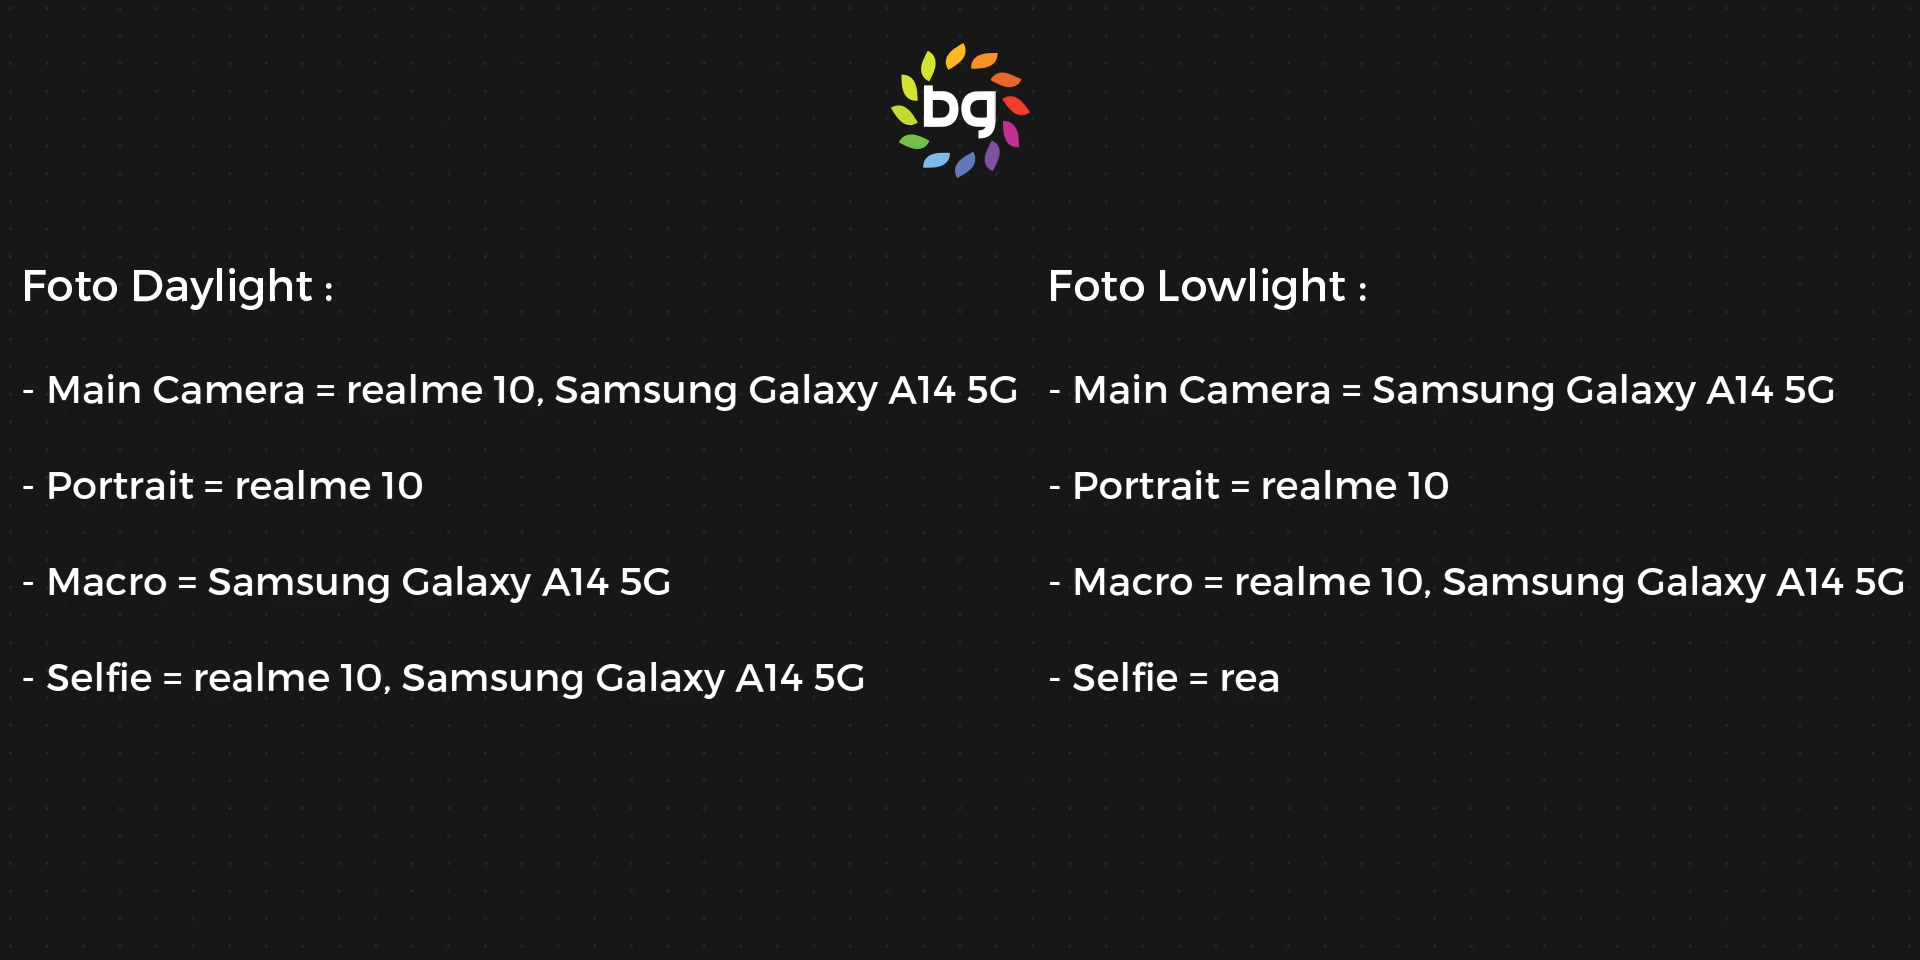 bg
Foto Daylight :
- Main Camera = realme 10, Samsung Galaxy A14 5G
- Portrait = realme 10
- Macro = Samsung Galaxy A14 5G
- Selfie = realme 10, Samsung Galaxy A14 5G
Foto Lowlight :
- Main Camera = Samsung Galaxy A14 5G
- Portrait = realme 10
- Macro = realme 10, Samsung Galaxy A14 5G
- Selfie = rea